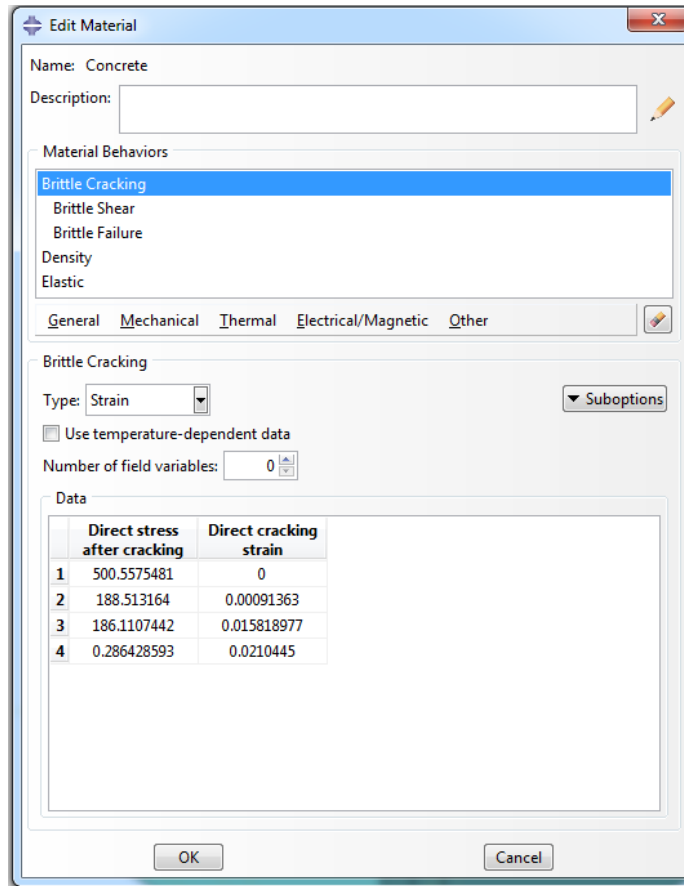 Edit Material
Name: Concrete
Description:
Material Behaviors
Brittle Cracking
Brittle Shear
Brittle Failure
Density
Elastic
General Mechanical Thermal Electrical/Magnetic Other
Brittle Cracking
Type: Strain Suboptions
Use temperature-dependent data
Number of field variables: 0
Data
Direct stress Direct cracking
after cracking strain
1 500.5575481 0
2 188.513164 0.00091363
3 186.1107442 0.015818977
4 0.286428593 0.0210445
OK Cancel